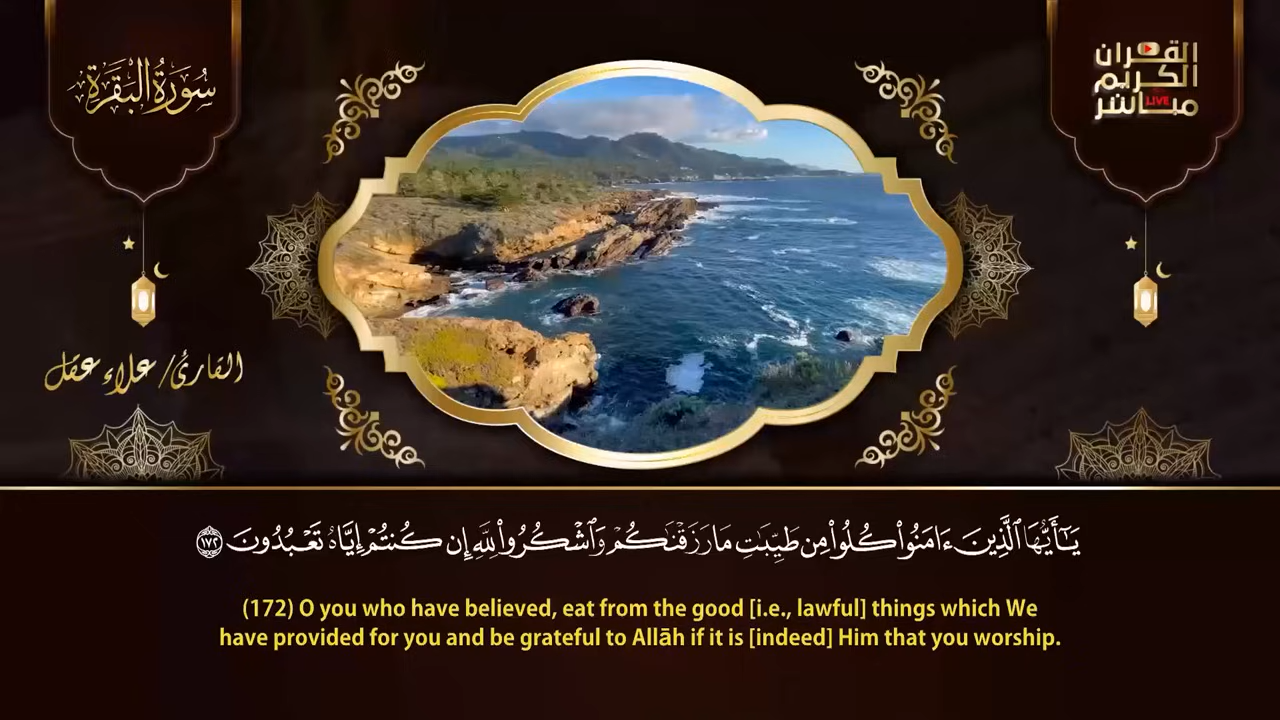 سُورَةُ البَقَرَة
القرآن
الكريم
مباشر
LIVE
القارئ/ علاء عقل
يَـٰٓأَيُّهَا ٱلَّذِينَ ءَامَنُوا۟ كُلُوا۟ مِن طَيِّبَـٰتِ مَا رَزَقْنَـٰكُمْ وَٱشْكُرُوا۟ لِلَّهِ إِن كُنتُمْ إِيَّاهُ تَعْبُدُونَ ١٧٢
(172) O you who have believed, eat from the good [i.e., lawful] things which We
have provided for you and be grateful to Allāh if it is [indeed] Him that you worship.